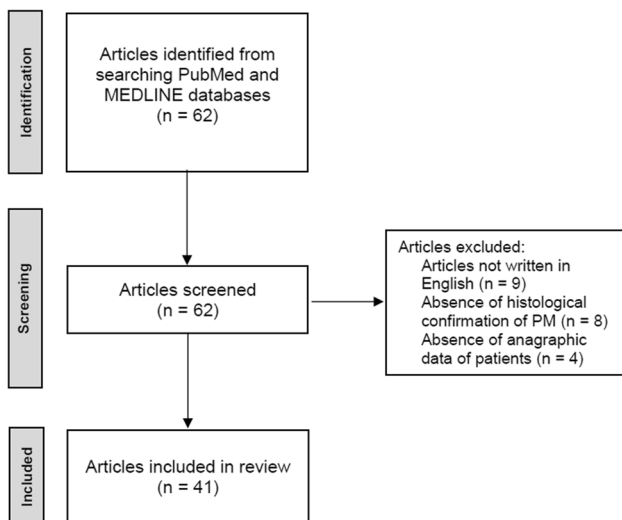 Identification
Articles identified from
searching PubMed and
MEDLINE databases
(n = 62)
Screening
Articles screened
(n = 62)
Articles excluded:
Articles not written in
English (n = 9)
Absence of histological
confirmation of PM (n = 8)
Absence of anagraphic
data of patients (n = 4)
Included
Articles included in review
(n = 41)